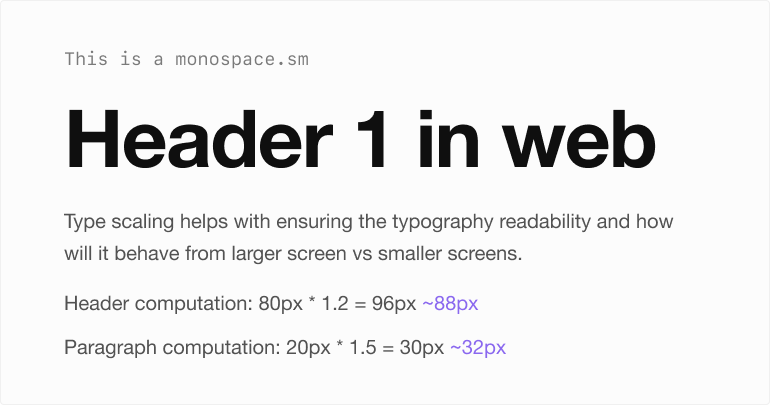 This is a monospace.sm
Header 1 in web
Type scaling helps with ensuring the typography readability and how
will it behave from larger screen vs smaller screens.
Header computation: 80px * 1.2 = 96px ~88px
Paragraph computation: 20px * 1.5 = 30px ~32px